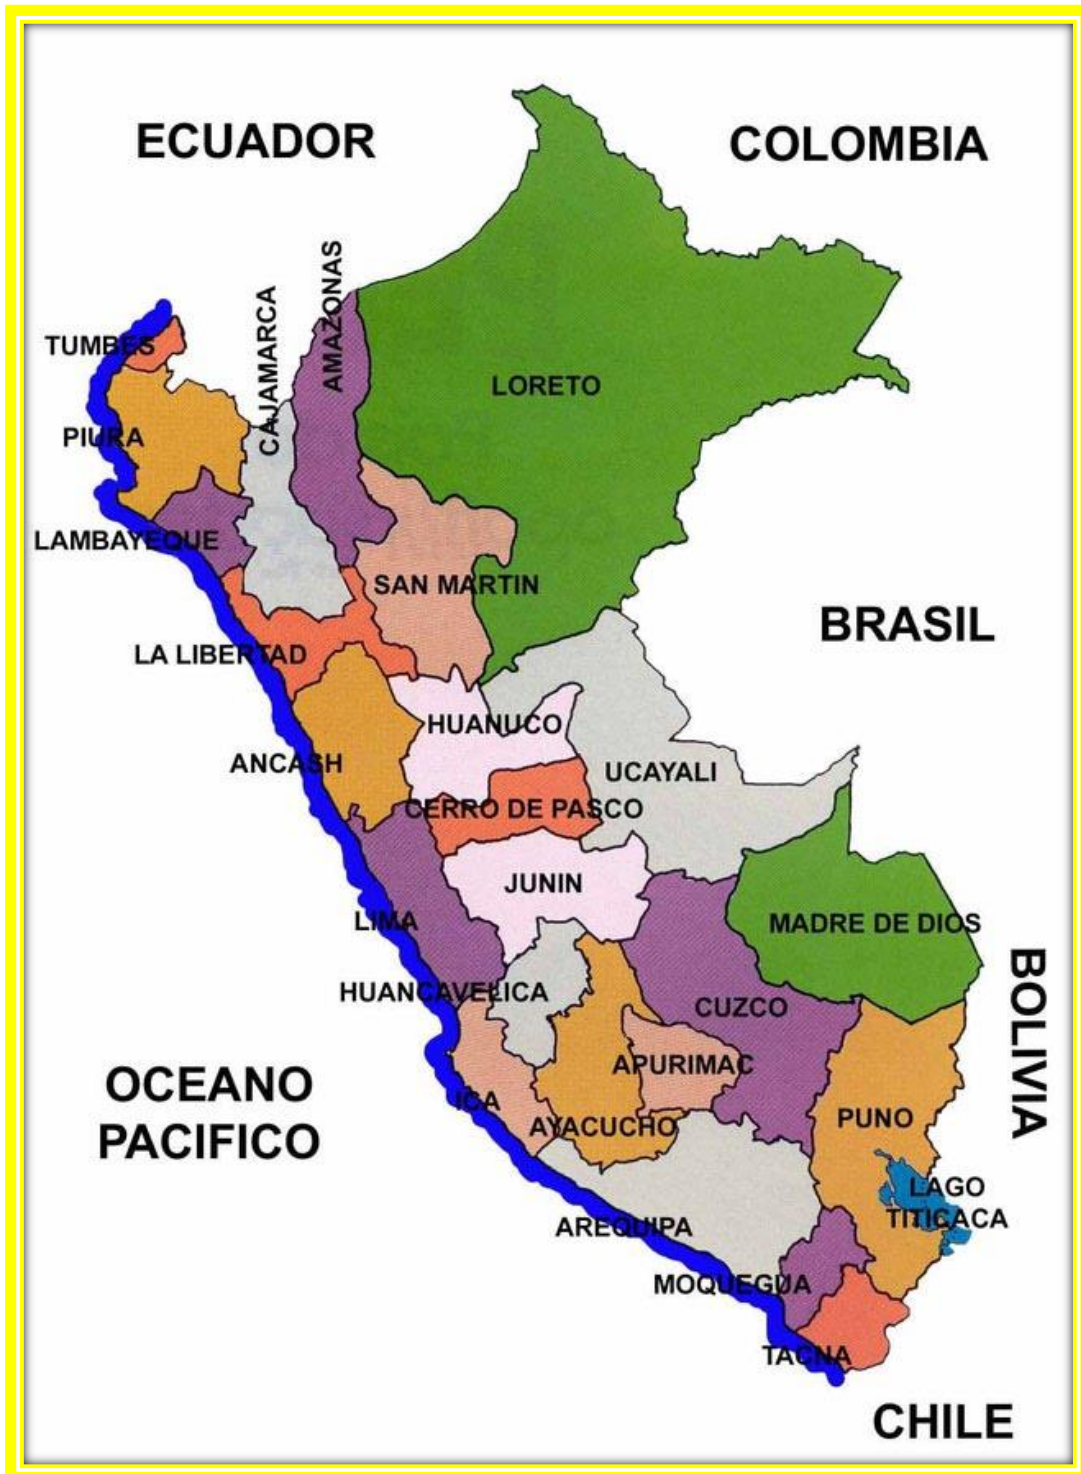 ECUADOR
COLOMBIA
AMAZONAS
CAJAMARCA
TUMBES
LORETO
PIURA
LAMBAYEQUE
SAN MARTIN
BRASIL
LA LIBERTAD
HUANUCO
ANCASH
UCAYALI
CERRO DE PASCO
JUNIN
LIMA
MADRE DE DIOS
HUANCAVELICA
CUZCO
BOLIVIA
APURIMAC
OCEANO
PACIFICO
ICA
AYACUCHO
PUNO
LAGO
TITICACA
AREQUIPA
MOQUEGUA
TACNA
CHILE